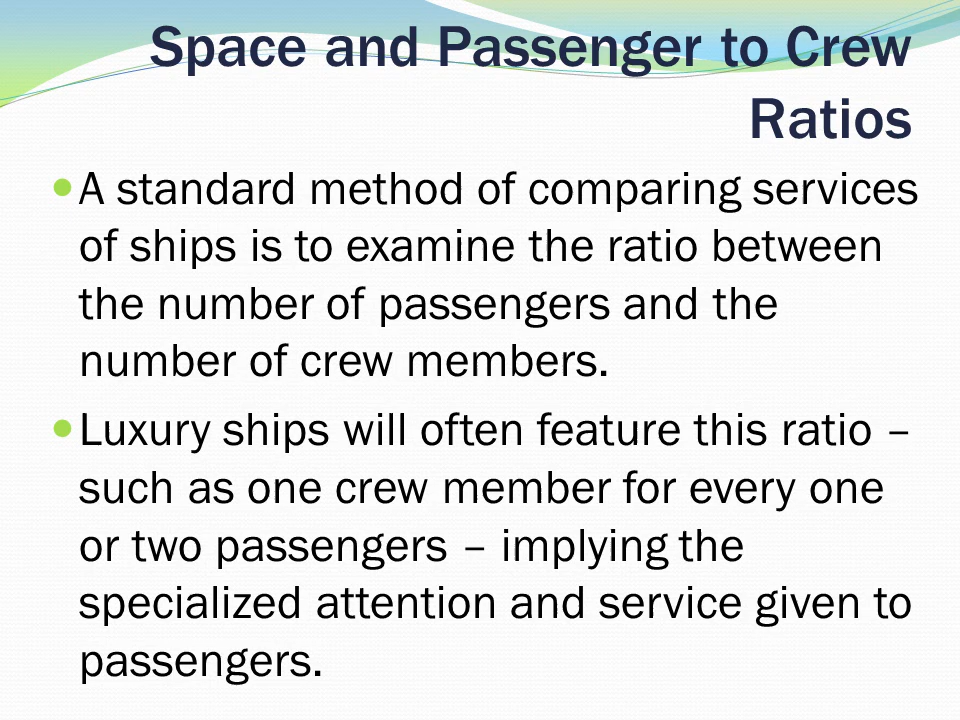 Space and Passenger to Crew
Ratios
• A standard method of comparing services
of ships is to examine the ratio between
the number of passengers and the
number of crew members.
• Luxury ships will often feature this ratio –
such as one crew member for every one
or two passengers – implying the
specialized attention and service given to
passengers.